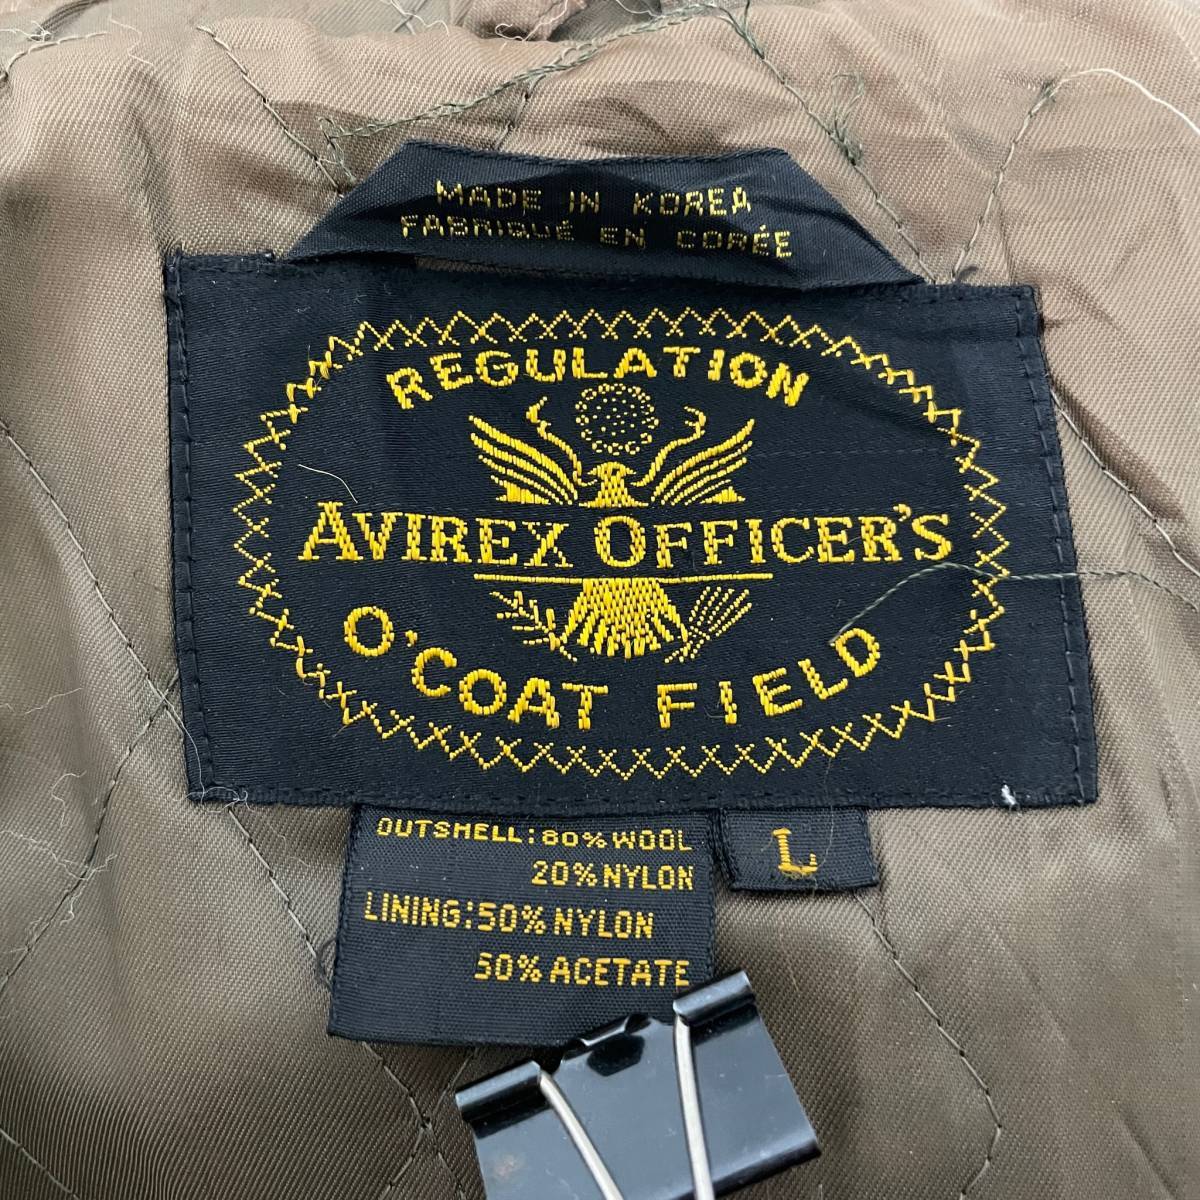 MADE IN KOREA
FABRIQUÉ EN CORÉE
REGULATION
AVIREX OFFICER'S
O'COAT FIELD
OUTSHELL:80% WOOL
20% NYLON
LINING:50% NYLON
50% ACETATE
L